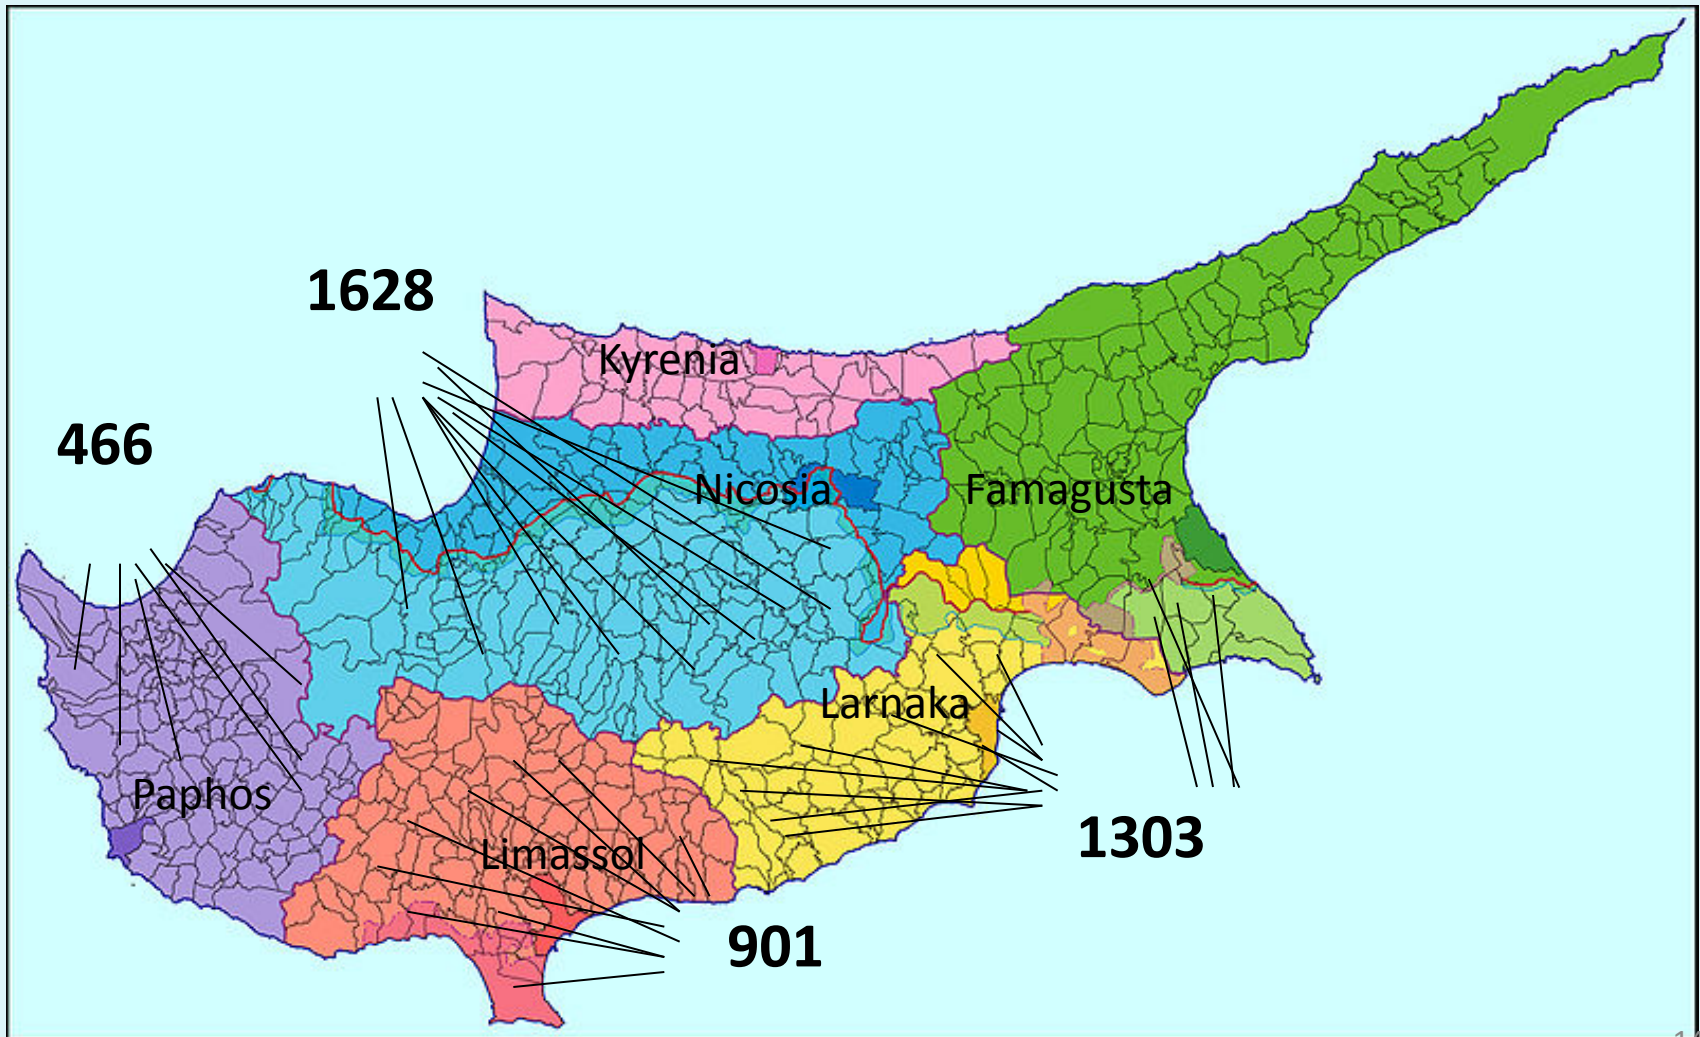 1628
Kyrenia
466
Nicosia
Famagusta
Larnaka
Paphos
1303
Limassol
901